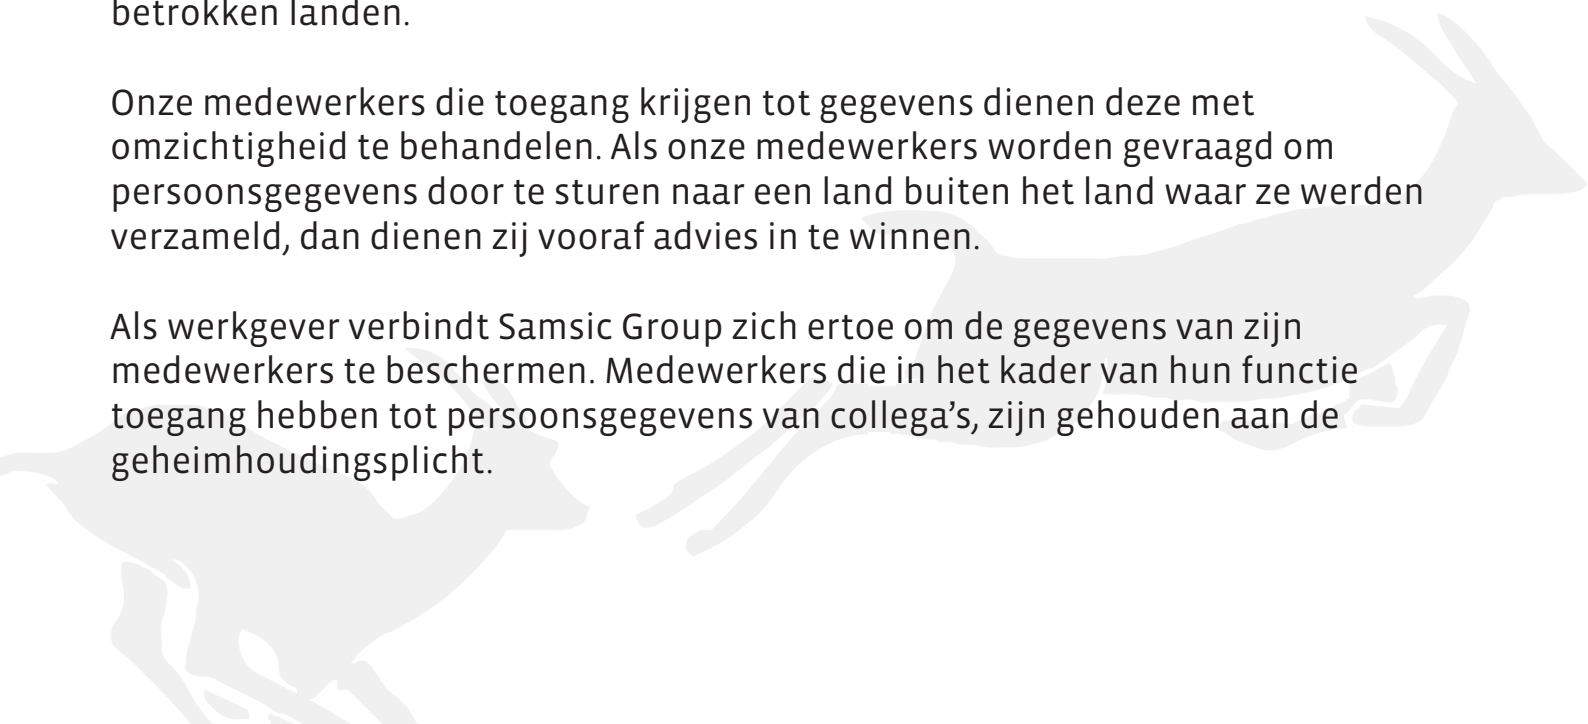 betrokken landen.
Onze medewerkers die toegang krijgen tot gegevens dienen deze met
omzichtigheid te behandelen. Als onze medewerkers worden gevraagd om
persoonsgegevens door te sturen naar een land buiten het land waar ze werden
verzameld, dan dienen zij vooraf advies in te winnen.
Als werkgever verbindt Samsic Group zich ertoe om de gegevens van zijn
medewerkers te beschermen. Medewerkers die in het kader van hun functie
toegang hebben tot persoonsgegevens van collega’s, zijn gehouden aan de
geheimhoudingsplicht.